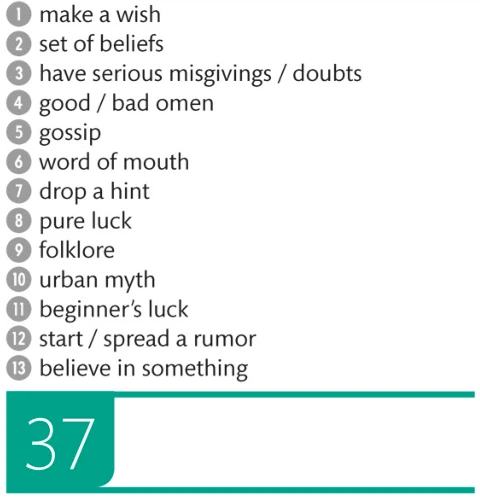 1 make a wish
2 set of beliefs
3 have serious misgivings / doubts
4 good / bad omen
5 gossip
6 word of mouth
7 drop a hint
8 pure luck
9 folklore
10 urban myth
11 beginner's luck
12 start / spread a rumor
13 believe in something
37